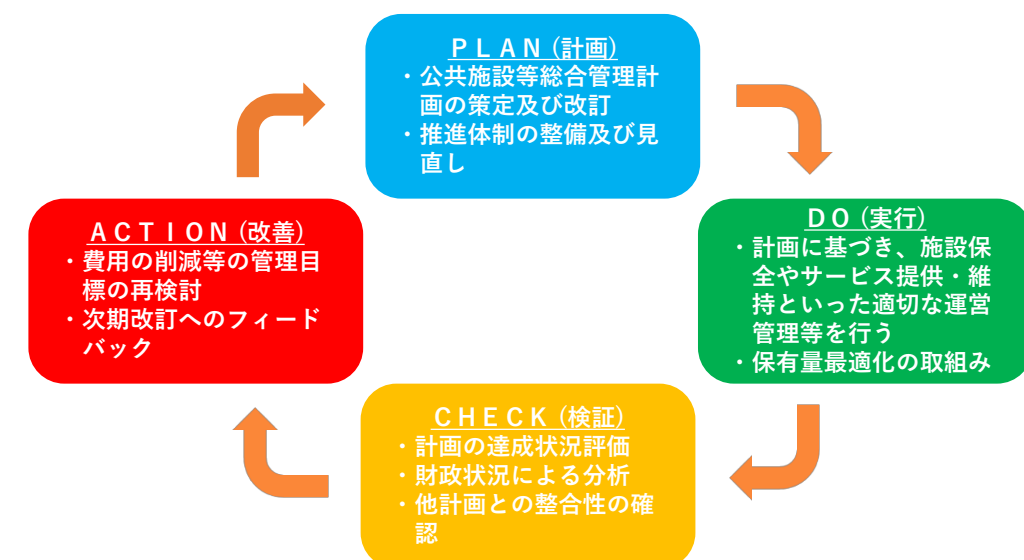 ＰＬＡＮ(計画)
・公共施設等総合管理計
画の策定及び改訂
・推進体制の整備及び見
直し
ＤＯ(実行)
・計画に基づき、施設保
全やサービス提供・維
持といった適切な運営
管理等を行う
・保有量最適化の取組み
ＣＨＥＣＫ(検証)
・計画の達成状況評価
・財政状況による分析
・他計画との整合性の確
認
ＡＣＴＩＯＮ(改善)
・費用の削減等の管理目
標の再検討
・次期改訂へのフィード
バック